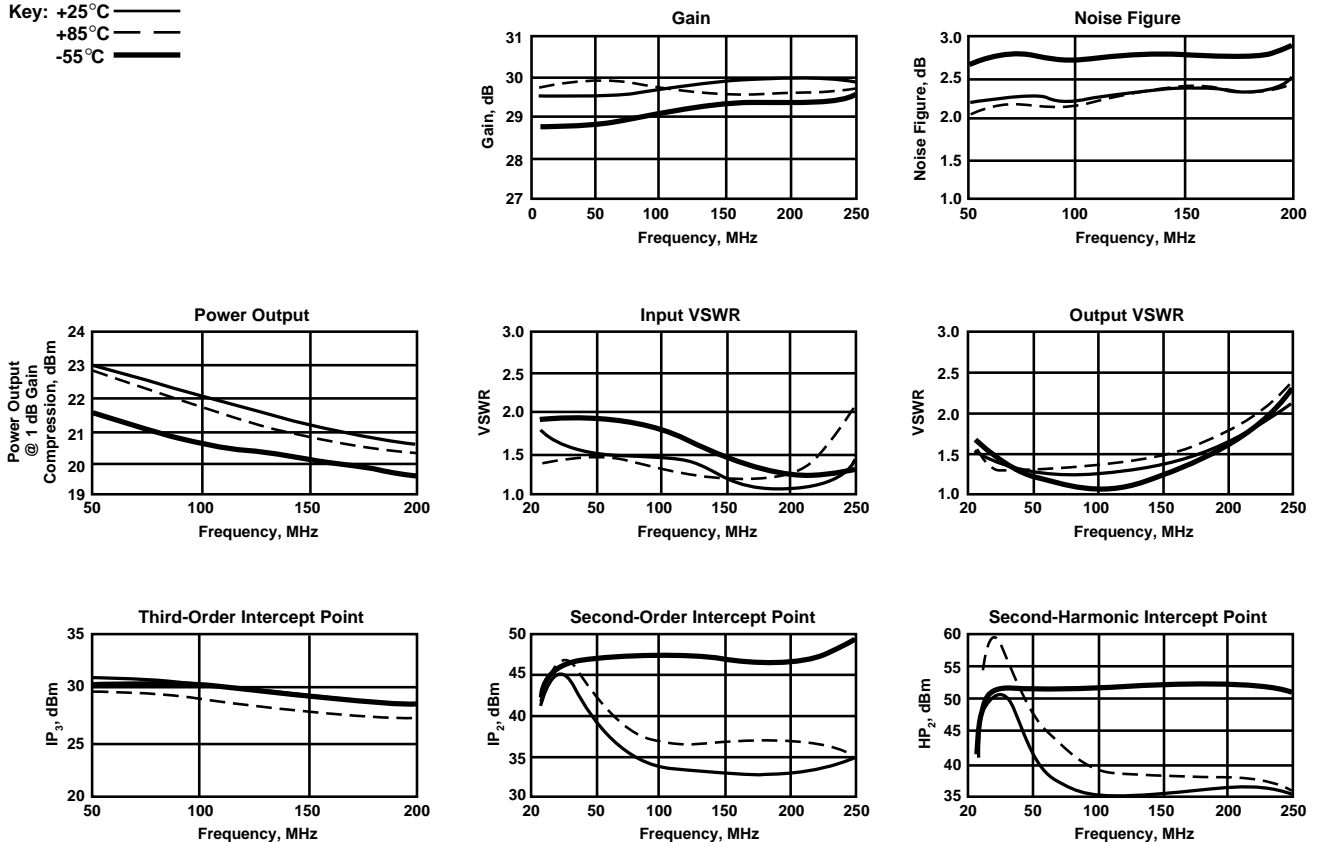 Key: +25°C
+85°C
-55°C
Gain
Gain, dB
31
30
29
28
27
0 50 100 150 200 250
Frequency, MHz
Noise Figure
Noise Figure, dB
3.0
2.5
2.0
1.5
1.0
50 100 150 200
Frequency, MHz
Power Output
Power Output
@ 1 dB Gain
Compression, dBm
24
23
22
21
20
19
50 100 150 200
Frequency, MHz
Input VSWR
VSWR
3.0
2.5
2.0
1.5
1.0
20 50 100 150 200 250
Frequency, MHz
Output VSWR
VSWR
3.0
2.5
2.0
1.5
1.0
20 50 100 150 200 250
Frequency, MHz
Third-Order Intercept Point
IP3, dBm
35
30
25
20
50 100 150 200
Frequency, MHz
Second-Order Intercept Point
IP2, dBm
50
45
40
35
30
20 50 100 150 200 250
Frequency, MHz
Second-Harmonic Intercept Point
HP2, dBm
60
55
50
45
40
35
20 50 100 150 200 250
Frequency, MHz